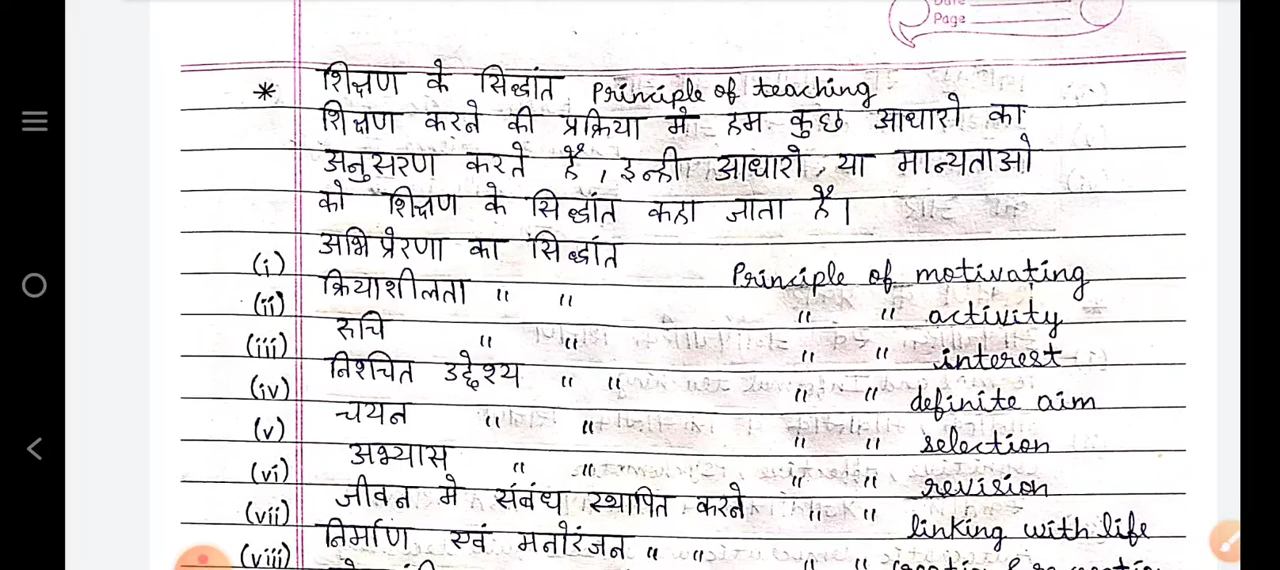 Date
Page
* शिक्षण के सिद्धांत Principle of teaching
शिक्षण करने की प्रक्रिया मे हम कुछ आधारो का
अनुसरण करते है, इन्ही आधारो, या मान्यताओ
को शिक्षण के सिद्धांत कहा जाता है।
(i) अभिप्रेरणा का सिद्धांत Principle of motivating
(ii) क्रियाशीलता " " " " activity
(iii) रुचि " " " " interest
(iv) निश्चित उद्देश्य " " " " definite aim
(v) चयन " " " " selection
(vi) अभ्यास " " " " revision
(vii) जीवन मे संबंध स्थापित करने " " linking with life
(viii) निर्माण एवं मनोरंजन " " " "